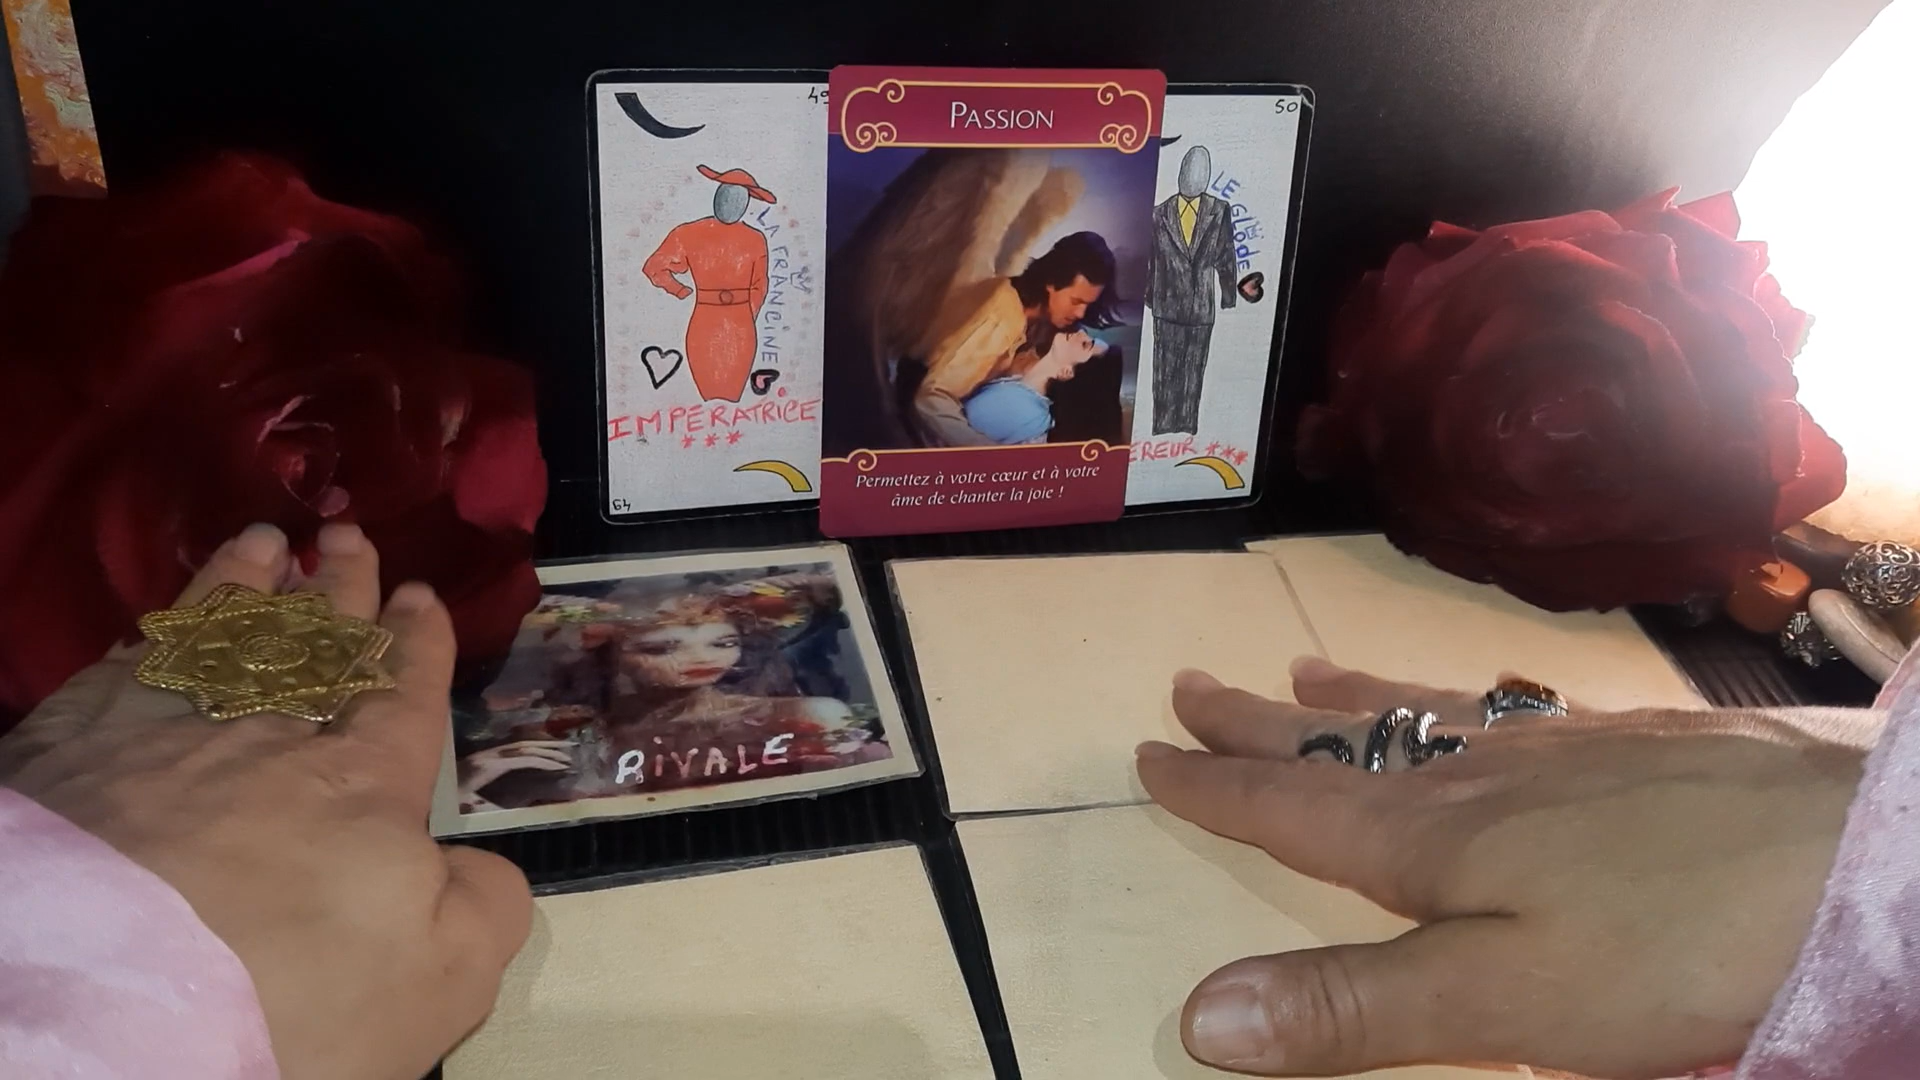 49
LA FRANCINE
IMPERATRICE
***
64
PASSION
Permettez à votre cœur et à votre
âme de chanter la joie !
50
LE GLODE
EREUR ***
RIVALE